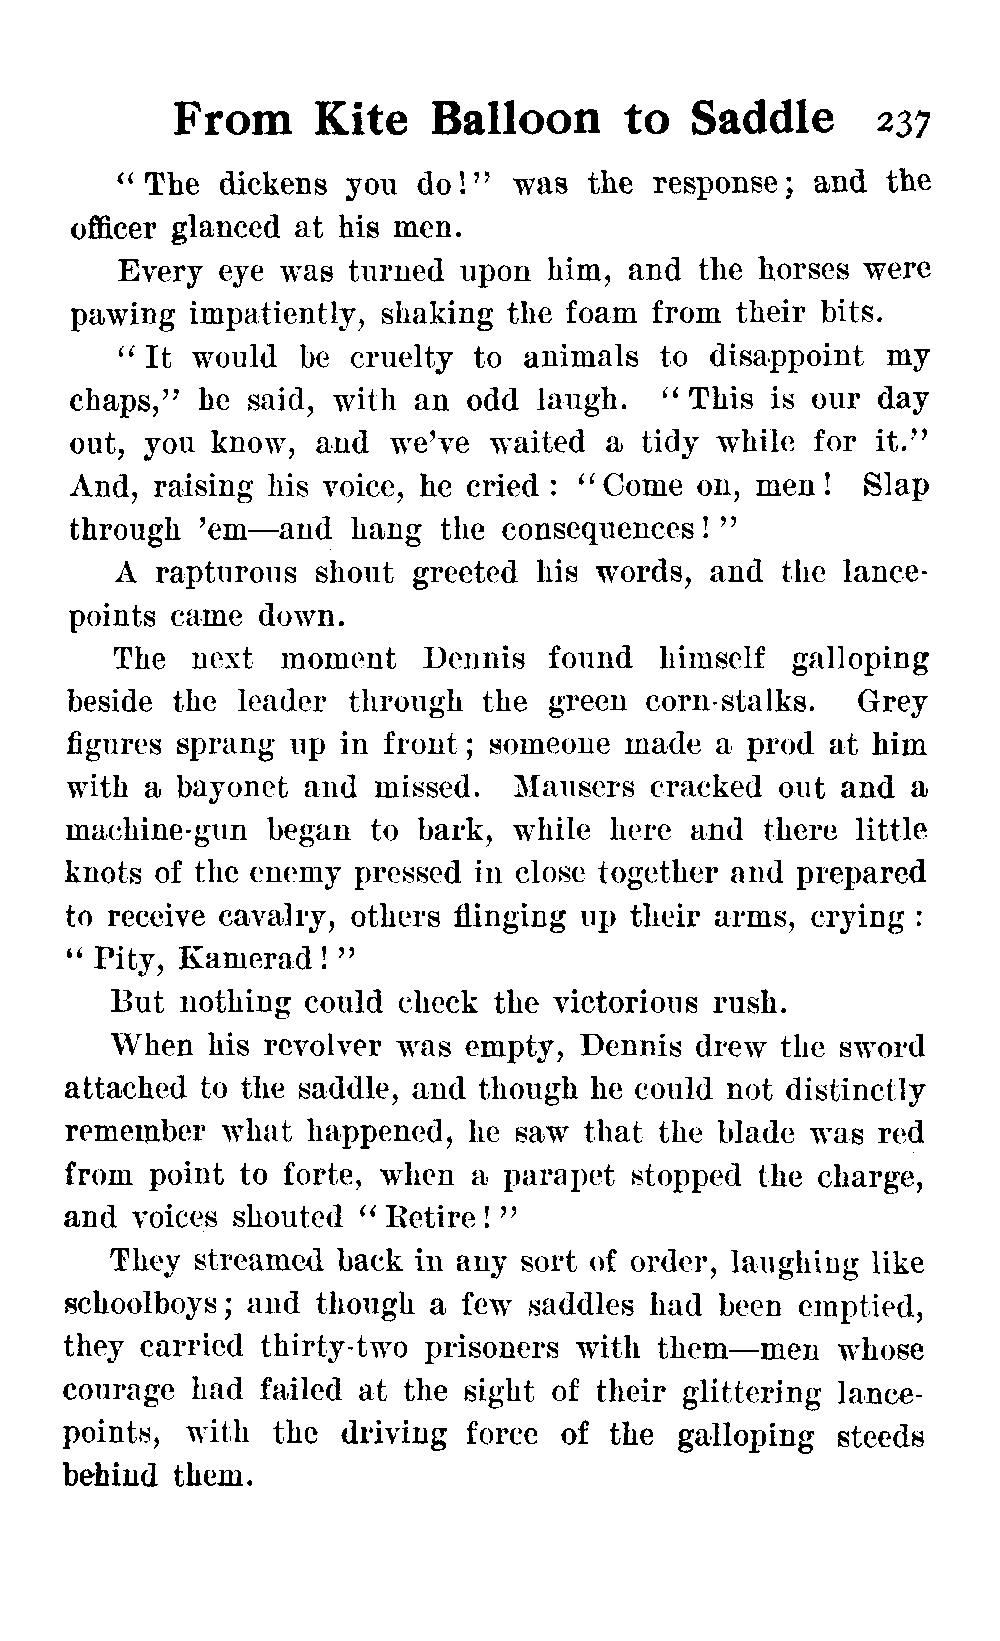 From Kite Balloon to Saddle 237
“ The dickens you do!” was the response; and the
officer glanced at his men.
Every eye was turned upon him, and the horses were
pawing impatiently, shaking the foam from their bits.
“ It would be cruelty to animals to disappoint my
chaps,” he said, with an odd laugh. “ This is our day
out, you know, and we’ve waited a tidy while for it.”
And, raising his voice, he cried : “Come on, men ! Slap
through ’em—and hang the consequences ! ”
A rapturous shout greeted his words, and the lance-
points came down.
The next moment Dennis found himself galloping
beside the leader through the green corn-stalks. Grey
figures sprang up in front ; someone made a prod at him
with a bayonet and missed. Mausers cracked out and a
machine-gun began to bark, while here and there little
knots of the enemy pressed in close together and prepared
to receive cavalry, others flinging up their arms, crying :
“ Pity, Kamerad ! ”
But nothing could check the victorious rush.
When his revolver was empty, Dennis drew the sword
attached to the saddle, and though he could not distinctly
remember what happened, he saw that the blade was red
from point to forte, when a parapet stopped the charge,
and voices shouted “ Retire ! ”
They streamed back in any sort of order, laughing like
schoolboys ; and though a few saddles had been emptied,
they carried thirty-two prisoners with them—men whose
courage had failed at the sight of their glittering lance-
points, with the driving force of the galloping steeds
behind them.